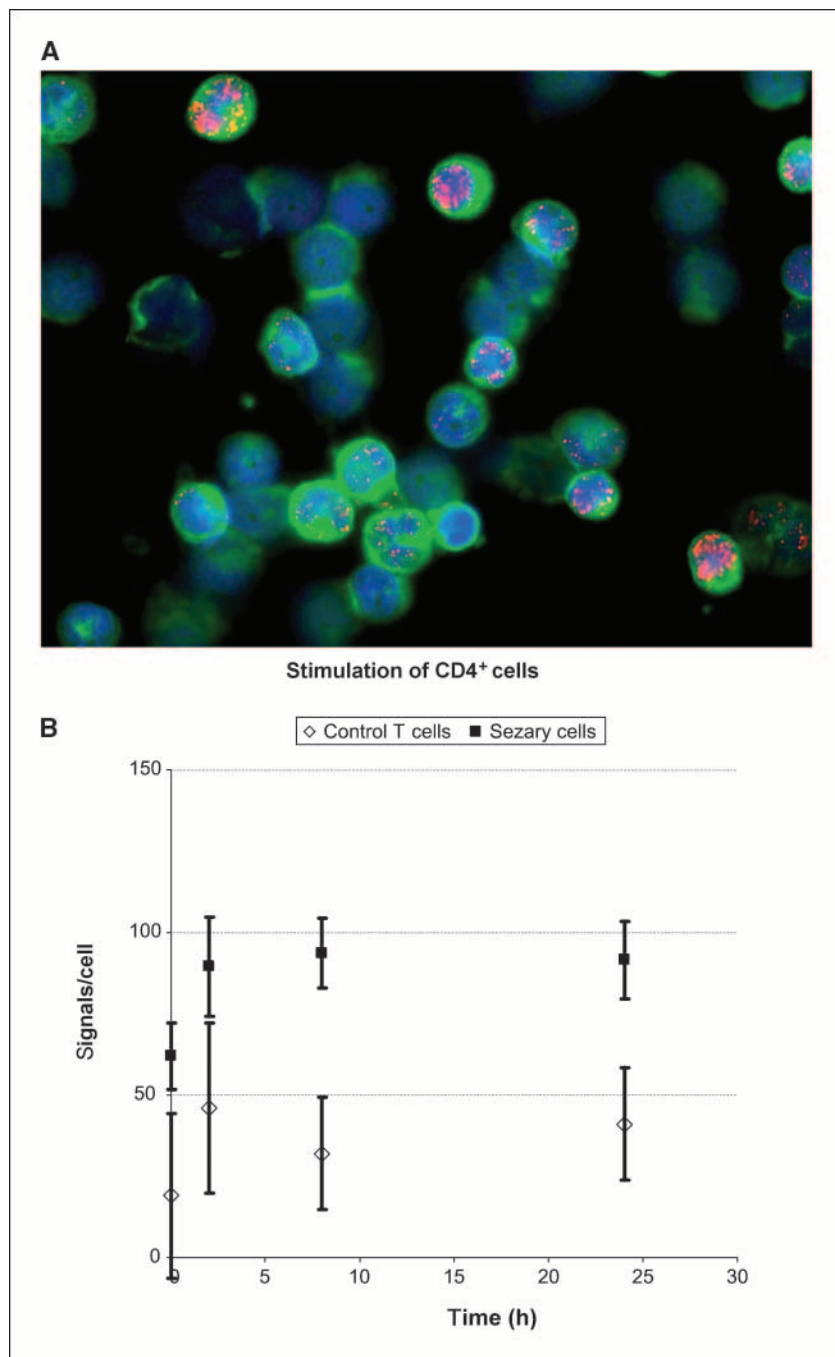 A
Stimulation of CD4⁺ cells
B
◇ Control T cells ■ Sezary cells
150
100
50
0
Signals/cell
0 5 10 15 20 25 30
Time (h)